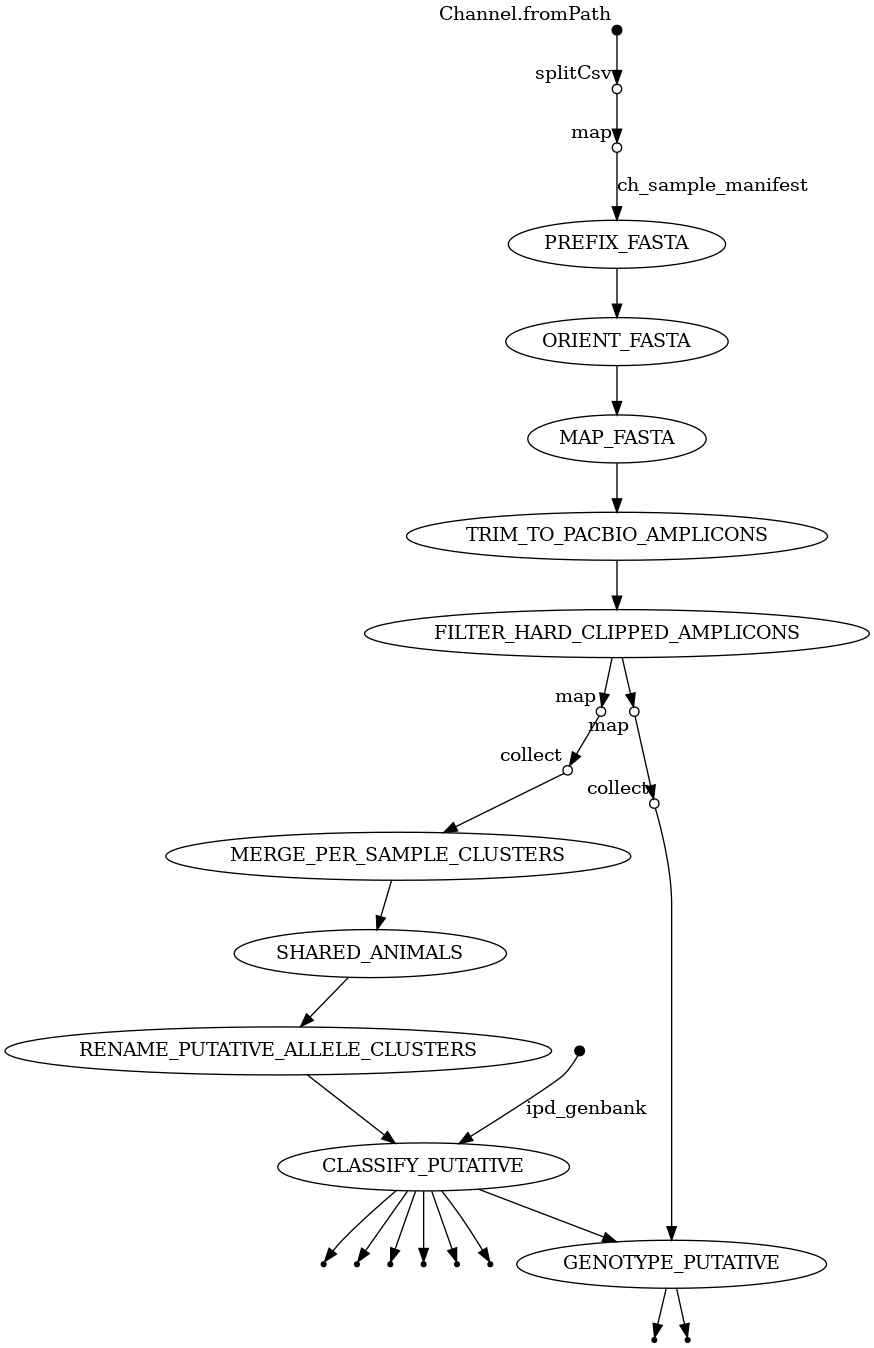 Channel.fromPath
splitCsv
map
ch_sample_manifest
PREFIX_FASTA
ORIENT_FASTA
MAP_FASTA
TRIM_TO_PACBIO_AMPLICONS
FILTER_HARD_CLIPPED_AMPLICONS
map
map
collect
collect
MERGE_PER_SAMPLE_CLUSTERS
SHARED_ANIMALS
RENAME_PUTATIVE_ALLELE_CLUSTERS
ipd_genbank
CLASSIFY_PUTATIVE
GENOTYPE_PUTATIVE